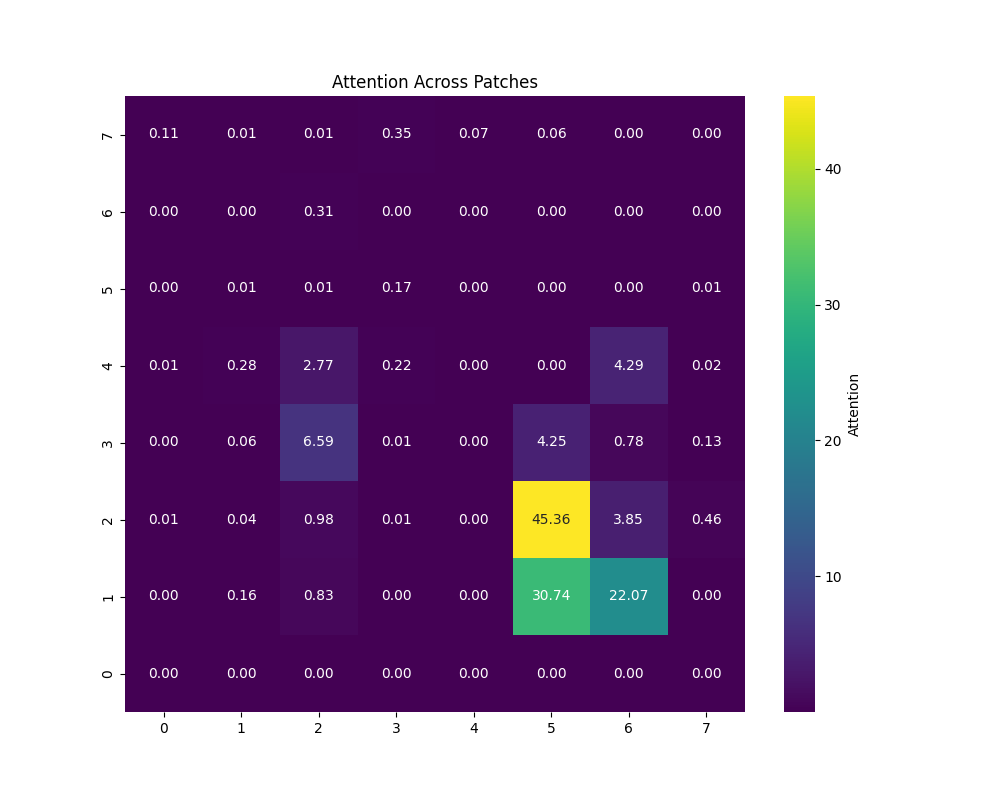 Attention Across Patches
7 0.11 0.01 0.01 0.35 0.07 0.06 0.00 0.00
40
6 0.00 0.00 0.31 0.00 0.00 0.00 0.00 0.00
5 0.00 0.01 0.01 0.17 0.00 0.00 0.00 0.01
30
4 0.01 0.28 2.77 0.22 0.00 0.00 4.29 0.02
Attention
3 0.00 0.06 6.59 0.01 0.00 4.25 0.78 0.13
20
2 0.01 0.04 0.98 0.01 0.00 45.36 3.85 0.46
10
1 0.00 0.16 0.83 0.00 0.00 30.74 22.07 0.00
0 0.00 0.00 0.00 0.00 0.00 0.00 0.00 0.00
0 1 2 3 4 5 6 7